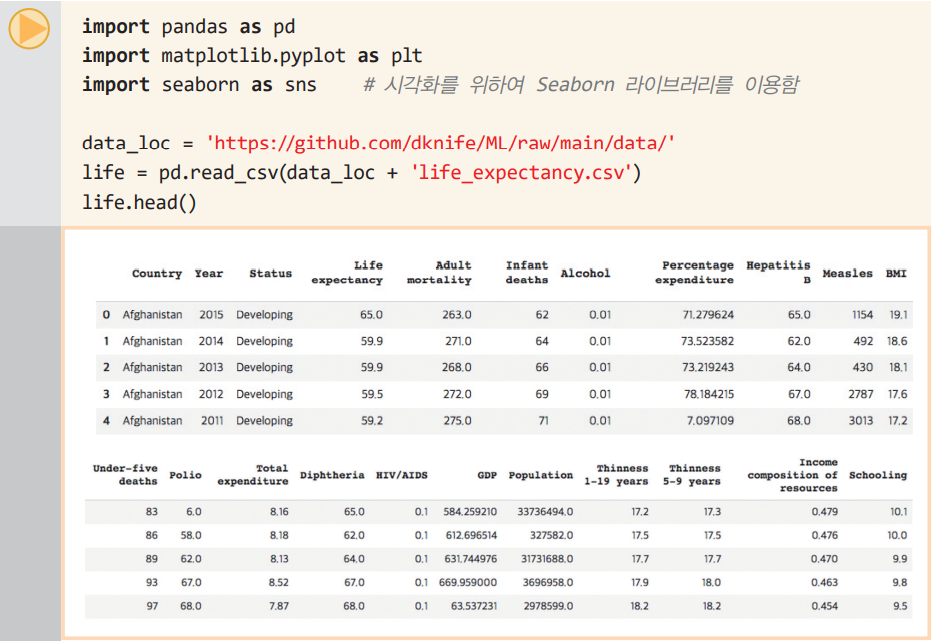 import pandas as pd
import matplotlib.pyplot as plt
import seaborn as sns    # 시각화를 위하여 Seaborn 라이브러리를 이용함
data_loc = 'https://github.com/dknife/ML/raw/main/data/'
life = pd.read_csv(data_loc + 'life_expectancy.csv')
life.head()
Country Year Status Life expectancy Adult mortality Infant deaths Alcohol Percentage expenditure Hepatitis B Measles BMI
0 Afghanistan 2015 Developing 65.0 263.0 62 0.01 71.279624 65.0 1154 19.1
1 Afghanistan 2014 Developing 59.9 271.0 64 0.01 73.523582 62.0 492 18.6
2 Afghanistan 2013 Developing 59.9 268.0 66 0.01 73.219243 64.0 430 18.1
3 Afghanistan 2012 Developing 59.5 272.0 69 0.01 78.184215 67.0 2787 17.6
4 Afghanistan 2011 Developing 59.2 275.0 71 0.01 7.097109 68.0 3013 17.2
Under-five deaths Polio Total expenditure Diphtheria HIV/AIDS GDP Population Thinness 1-19 years Thinness 5-9 years Income composition of resources Schooling
83 6.0 8.16 65.0 0.1 584.259210 33736494.0 17.2 17.3 0.479 10.1
86 58.0 8.18 62.0 0.1 612.696514 327582.0 17.5 17.5 0.476 10.0
89 62.0 8.13 64.0 0.1 631.744976 31731688.0 17.7 17.7 0.470 9.9
93 67.0 8.52 67.0 0.1 669.959000 3696958.0 17.9 18.0 0.463 9.8
97 68.0 7.87 68.0 0.1 63.537231 2978599.0 18.2 18.2 0.454 9.5